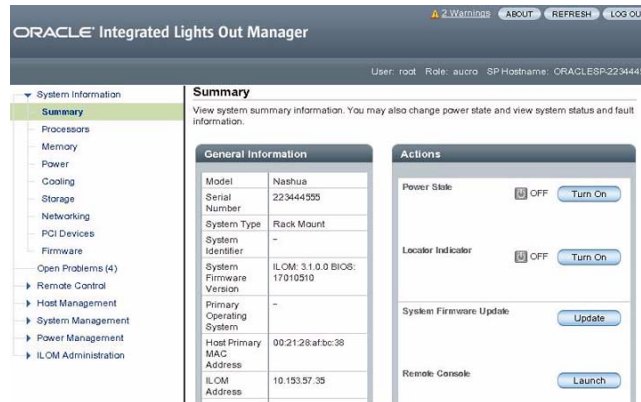 2 Warnings ABOUT REFRESH LOG OU
ORACLE Integrated Lights Out Manager
User: root Role: aucro SP Hostname: ORACLESP-223444
System Information
Summary
Processors
Memory
Power
Cooling
Storage
Networking
PCI Devices
Firmware
Open Problems (4)
Remote Control
Host Management
System Management
Power Management
ILOM Administration
Summary
View system summary information. You may also change power state and view system status and fault
information.
General Information
Model Nashua
Serial
Number 223444555
System Type Rack Mount
System
Identifier -
System
Firmware
Version ILOM: 3.1.0.0 BIOS:
17010510
Primary
Operating
System -
Host Primary
MAC
Address 00:21:28:af:bc:38
ILOM
Address 10.153.57.35
Actions
Power State OFF Turn On
Locator Indicator OFF Turn On
System Firmware Update Update
Remote Console Launch